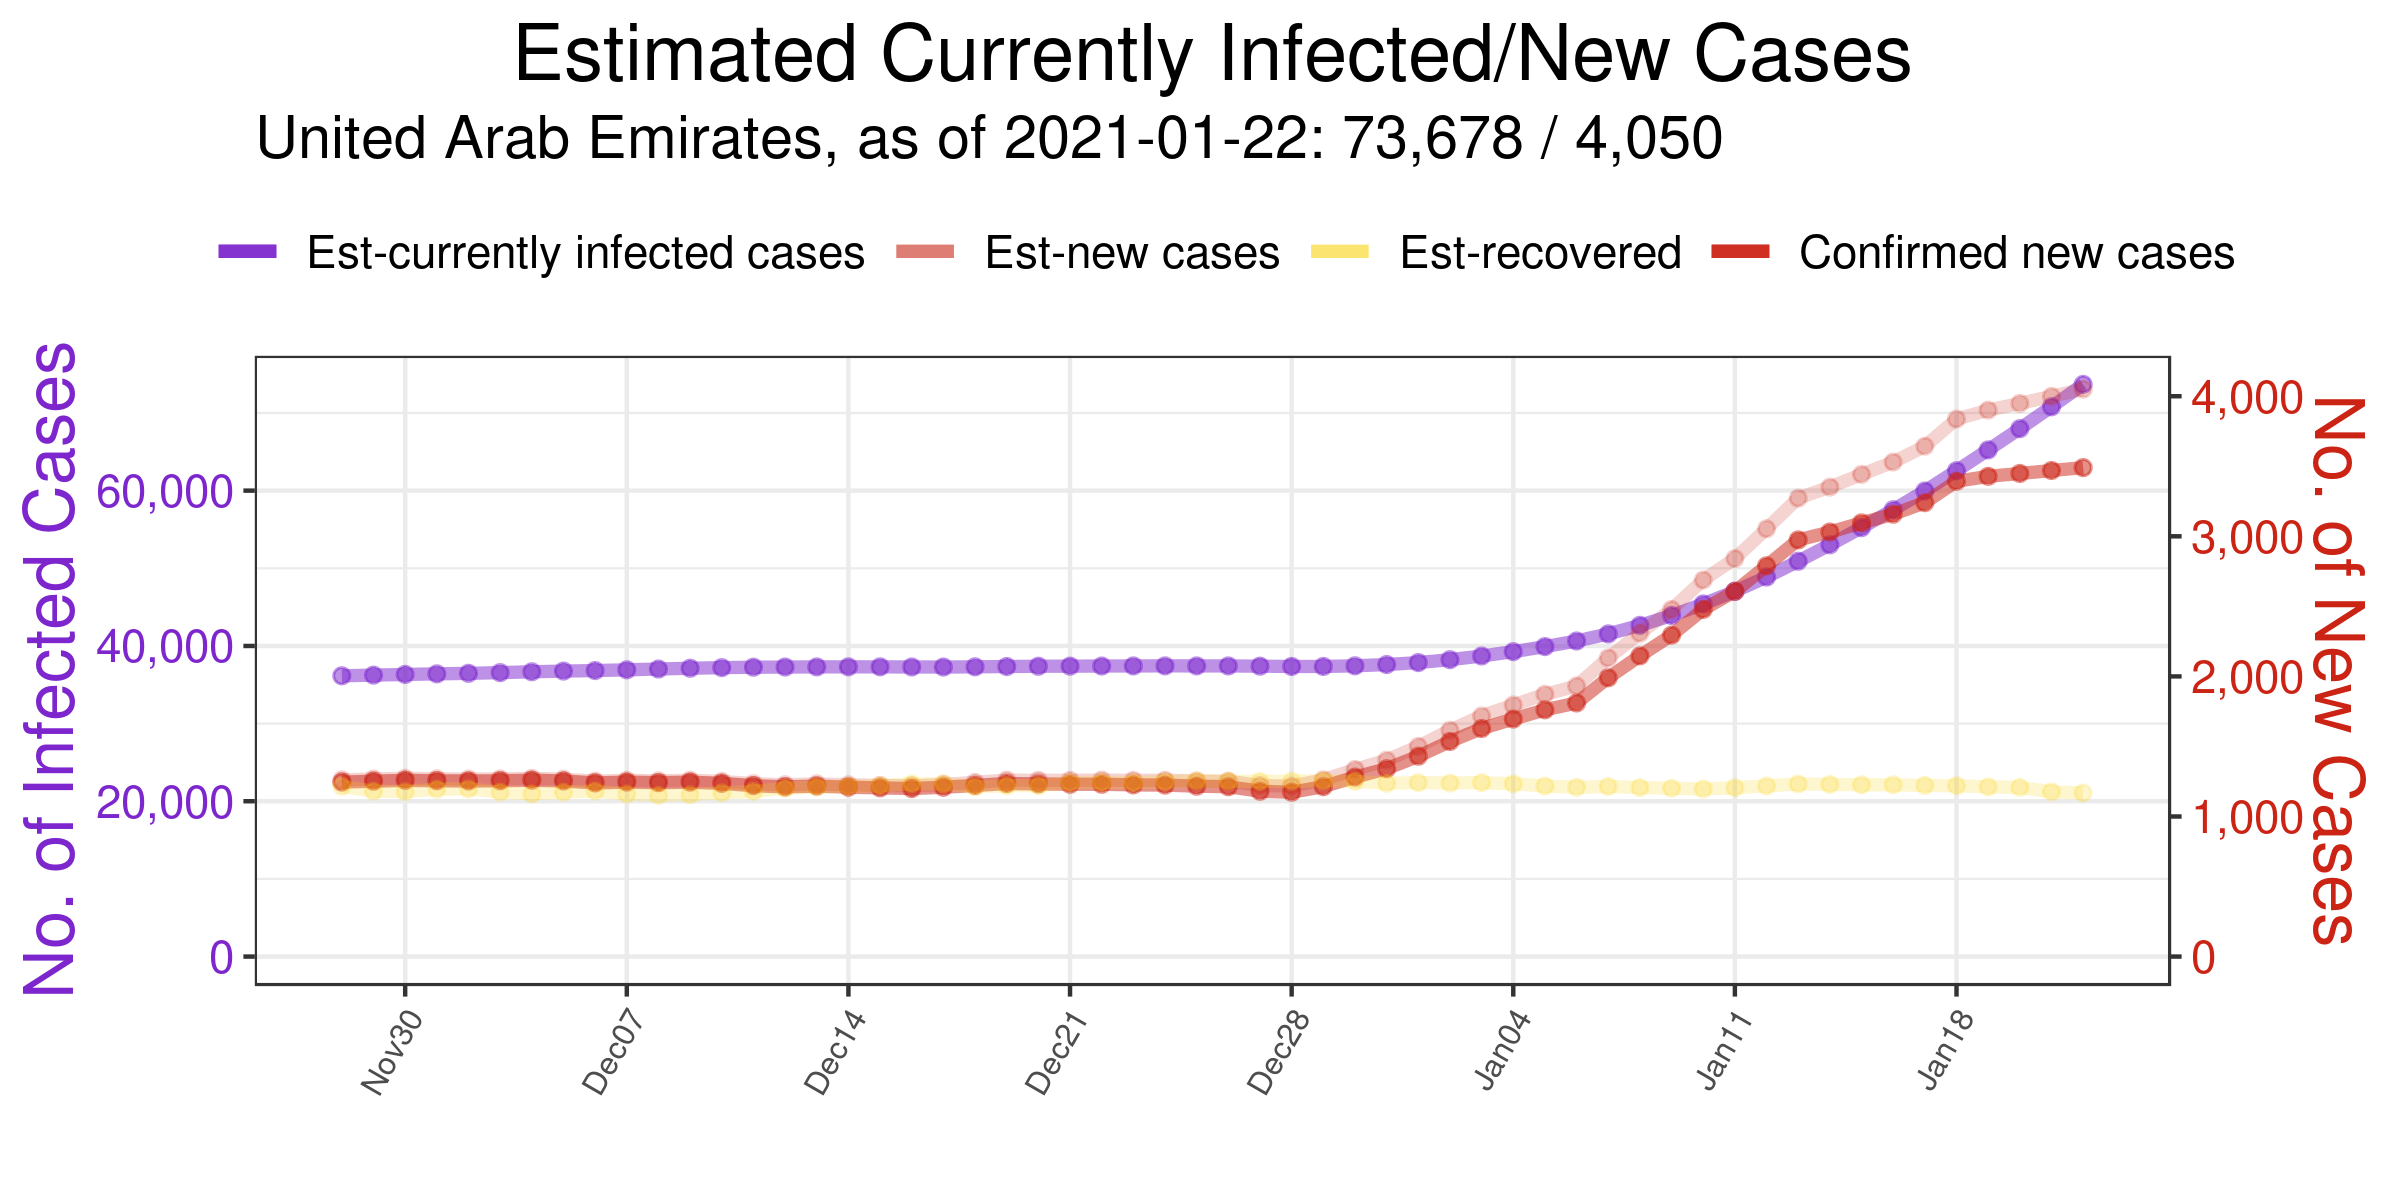 Estimated Currently Infected/New Cases
United Arab Emirates, as of 2021-01-22: 73,678 / 4,050
Est-currently infected cases Est-new cases Est-recovered Confirmed new cases
No. of Infected Cases
60,000
40,000
20,000
0
4,000
3,000
2,000
1,000
0
No. of New Cases
Nov30 Dec07 Dec14 Dec21 Dec28 Jan04 Jan11 Jan18